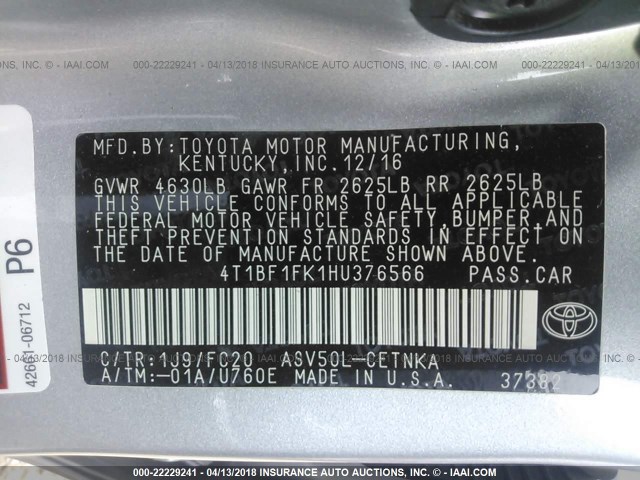 000-22229241 - 04/13/2018 INSURANCE AUTO AUCTIONS, INC. © - IAAI.COM
MFD.BY:TOYOTA MOTOR MANUFACTURING,
KENTUCKY,INC.12/16
GVWR 4630LB GAWR FR 2625LB RR 2625LB
THIS VEHICLE CONFORMS TO ALL APPLICABLE
FEDERAL MOTOR VEHICLE SAFETY,BUMPER,AND
THEFT PREVENTION STANDARDS IN EFFECT ON
THE DATE OF MANUFACTURE SHOWN ABOVE.
4T1BF1FK1HU376566 PASS.CAR
C/TR:1J9/FC20 ASV50L-CETNKA
A/TM:-01A/U760E MADE IN U.S.A.
P6
TOYOTA
000-22229241 - 04/13/2018 INSURANCE AUTO AUCTIONS, INC. © - IAAI.COM